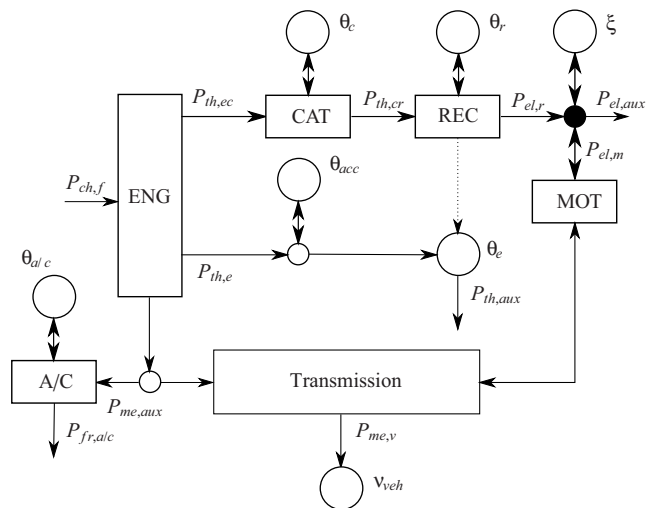 θc θr ξ
Pth,ec Pth,cr Pel,r Pel,aux
CAT REC
Pel,m
θacc
Pch,f ENG MOT
θa/c Pth,e θe
Pth,aux
A/C Transmission
Pme,aux
Pfr,a/c Pme,v
vveh